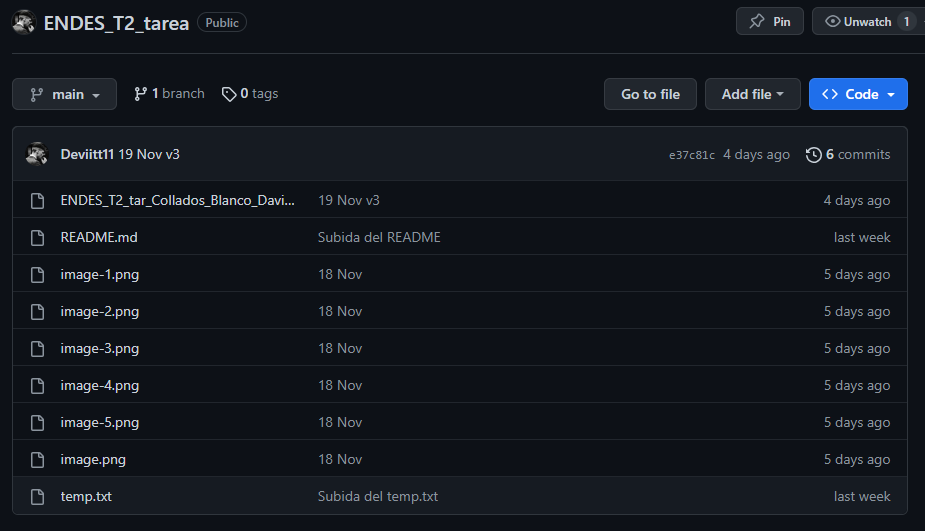 ENDES_T2_tarea Public Pin Unwatch 1
main 1 branch 0 tags Go to file Add file Code
Deviitt11 19 Nov v3 e37c81c 4 days ago 6 commits
ENDES_T2_tar_Collados_Blanco_Davi... 19 Nov v3 4 days ago
README.md Subida del README last week
image-1.png 18 Nov 5 days ago
image-2.png 18 Nov 5 days ago
image-3.png 18 Nov 5 days ago
image-4.png 18 Nov 5 days ago
image-5.png 18 Nov 5 days ago
image.png 18 Nov 5 days ago
temp.txt Subida del temp.txt last week